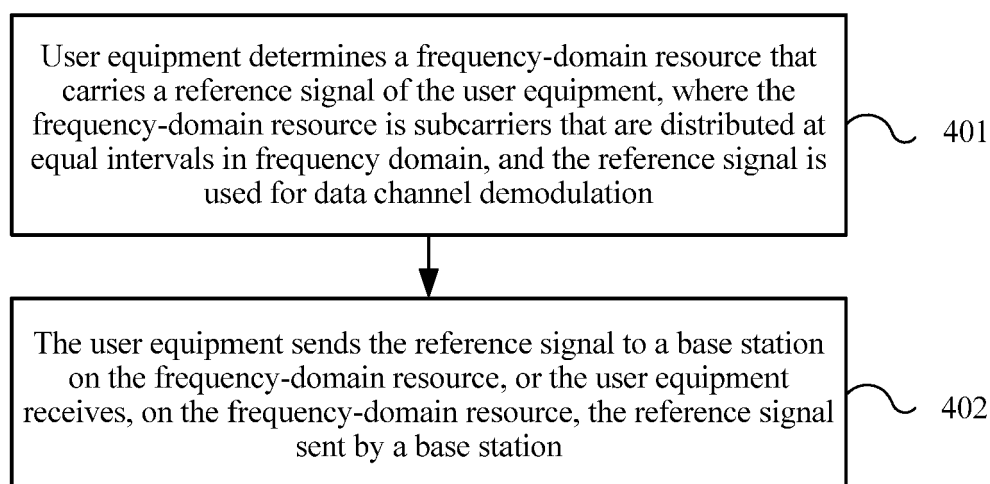 User equipment determines a frequency-domain resource that
carries a reference signal of the user equipment, where the
frequency-domain resource is subcarriers that are distributed at
equal intervals in frequency domain, and the reference signal is
used for data channel demodulation
401
The user equipment sends the reference signal to a base station
on the frequency-domain resource, or the user equipment
receives, on the frequency-domain resource, the reference signal
sent by a base station
402